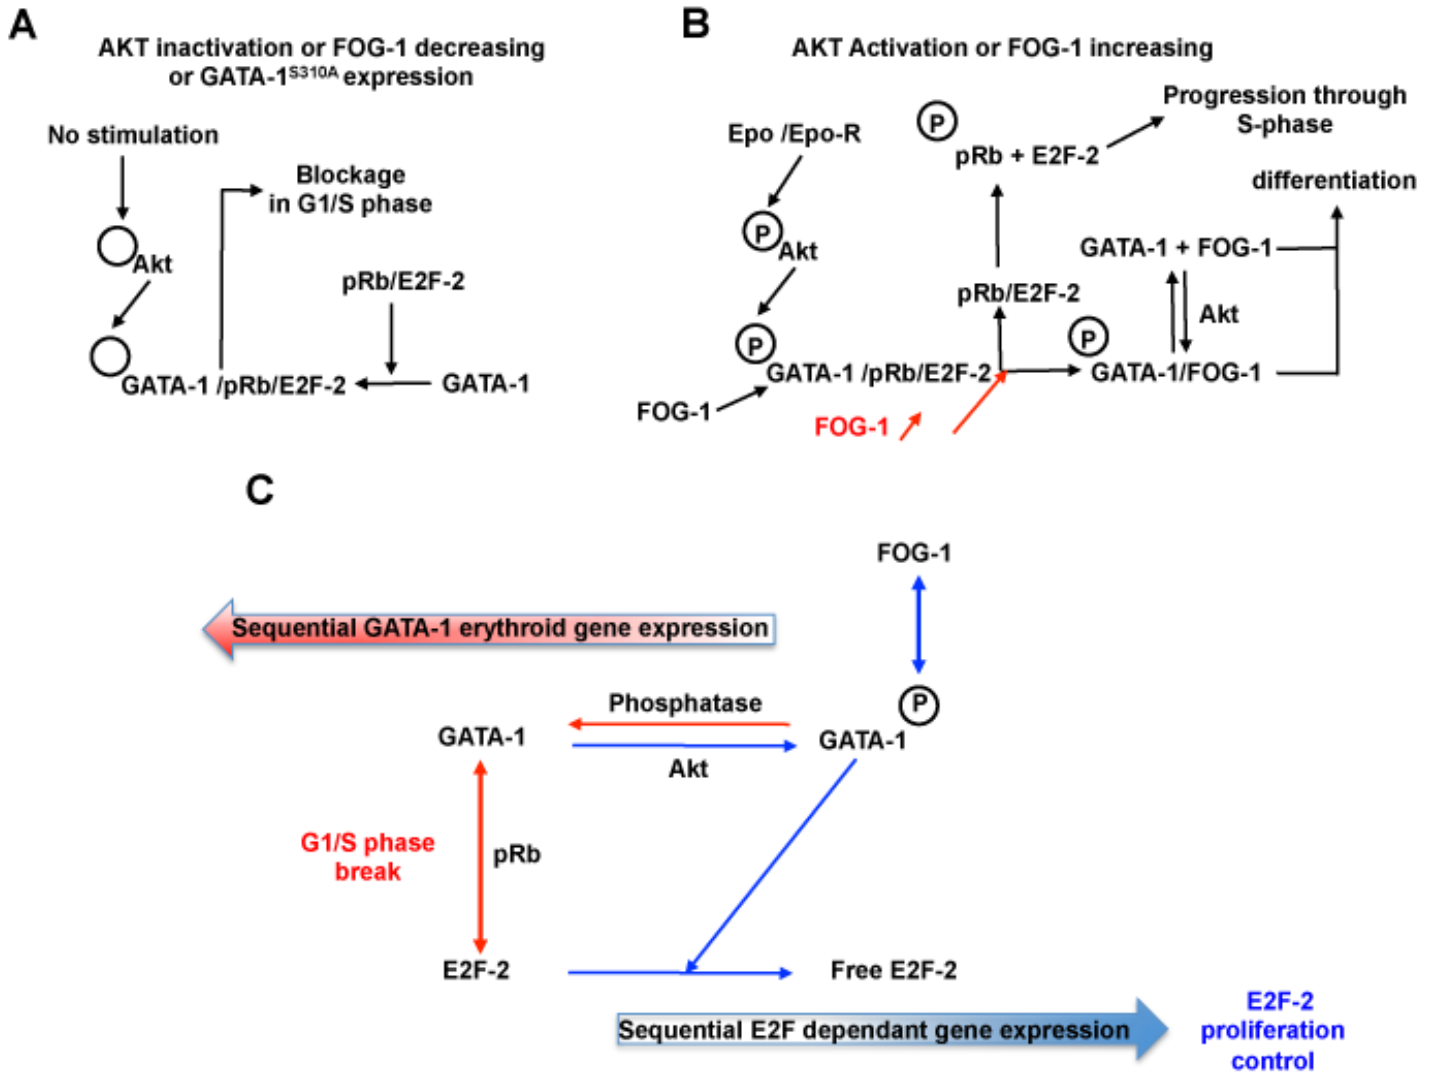 A
AKT inactivation or FOG-1 decreasing
or GATA-1S310A expression
No stimulation
Blockage
in G1/S phase
Akt
pRb/E2F-2
GATA-1 /pRb/E2F-2
GATA-1
B
AKT Activation or FOG-1 increasing
Progression through
S-phase
P
Epo /Epo-R
pRb + E2F-2
differentiation
P
Akt
GATA-1 + FOG-1
pRb/E2F-2
Akt
P
P
GATA-1 /pRb/E2F-2
GATA-1/FOG-1
FOG-1
FOG-1
C
FOG-1
Sequential GATA-1 erythroid gene expression
P
Phosphatase
GATA-1
GATA-1
Akt
G1/S phase
break
pRb
E2F-2
Free E2F-2
Sequential E2F dependant gene expression
E2F-2
proliferation
control